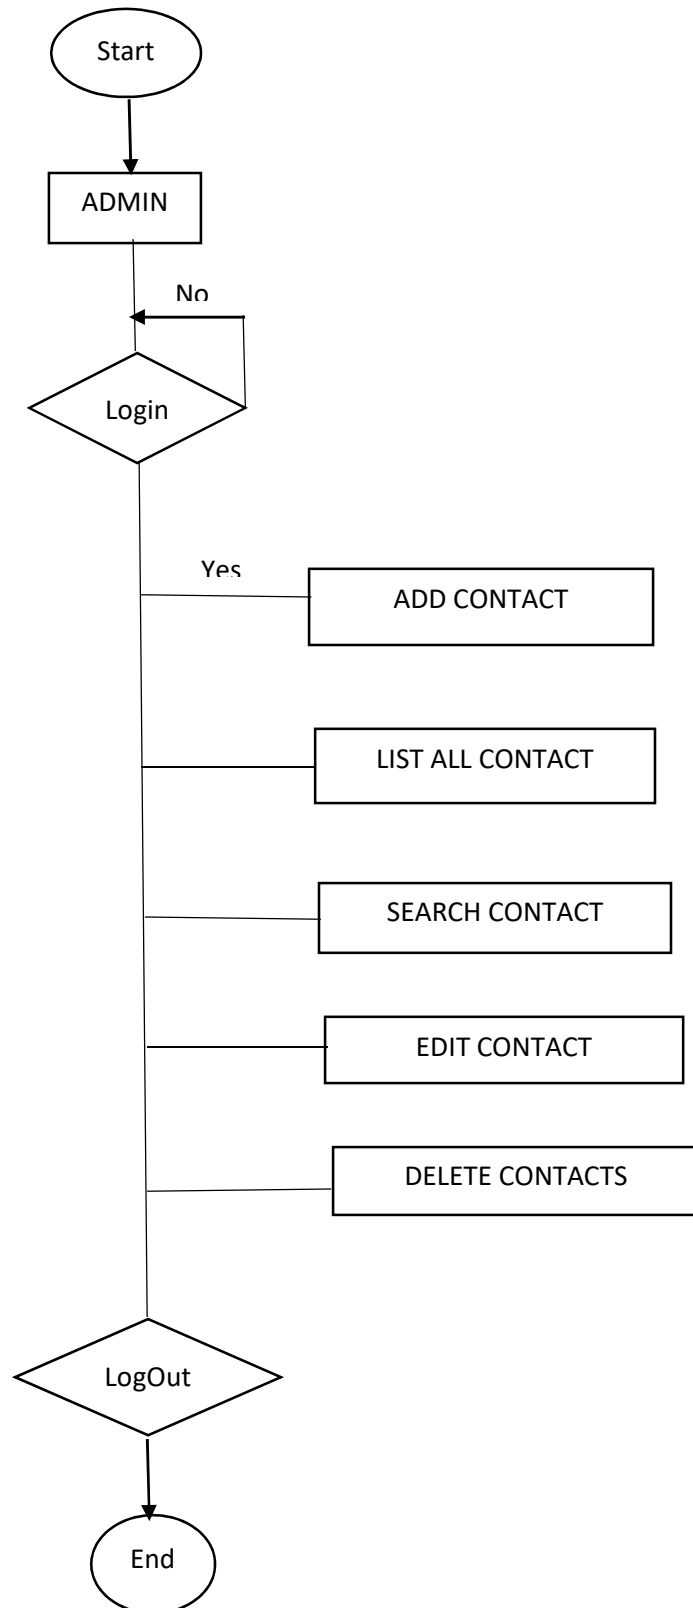 Start
ADMIN
No
Login
Yes
ADD CONTACT
LIST ALL CONTACT
SEARCH CONTACT
EDIT CONTACT
DELETE CONTACTS
LogOut
End